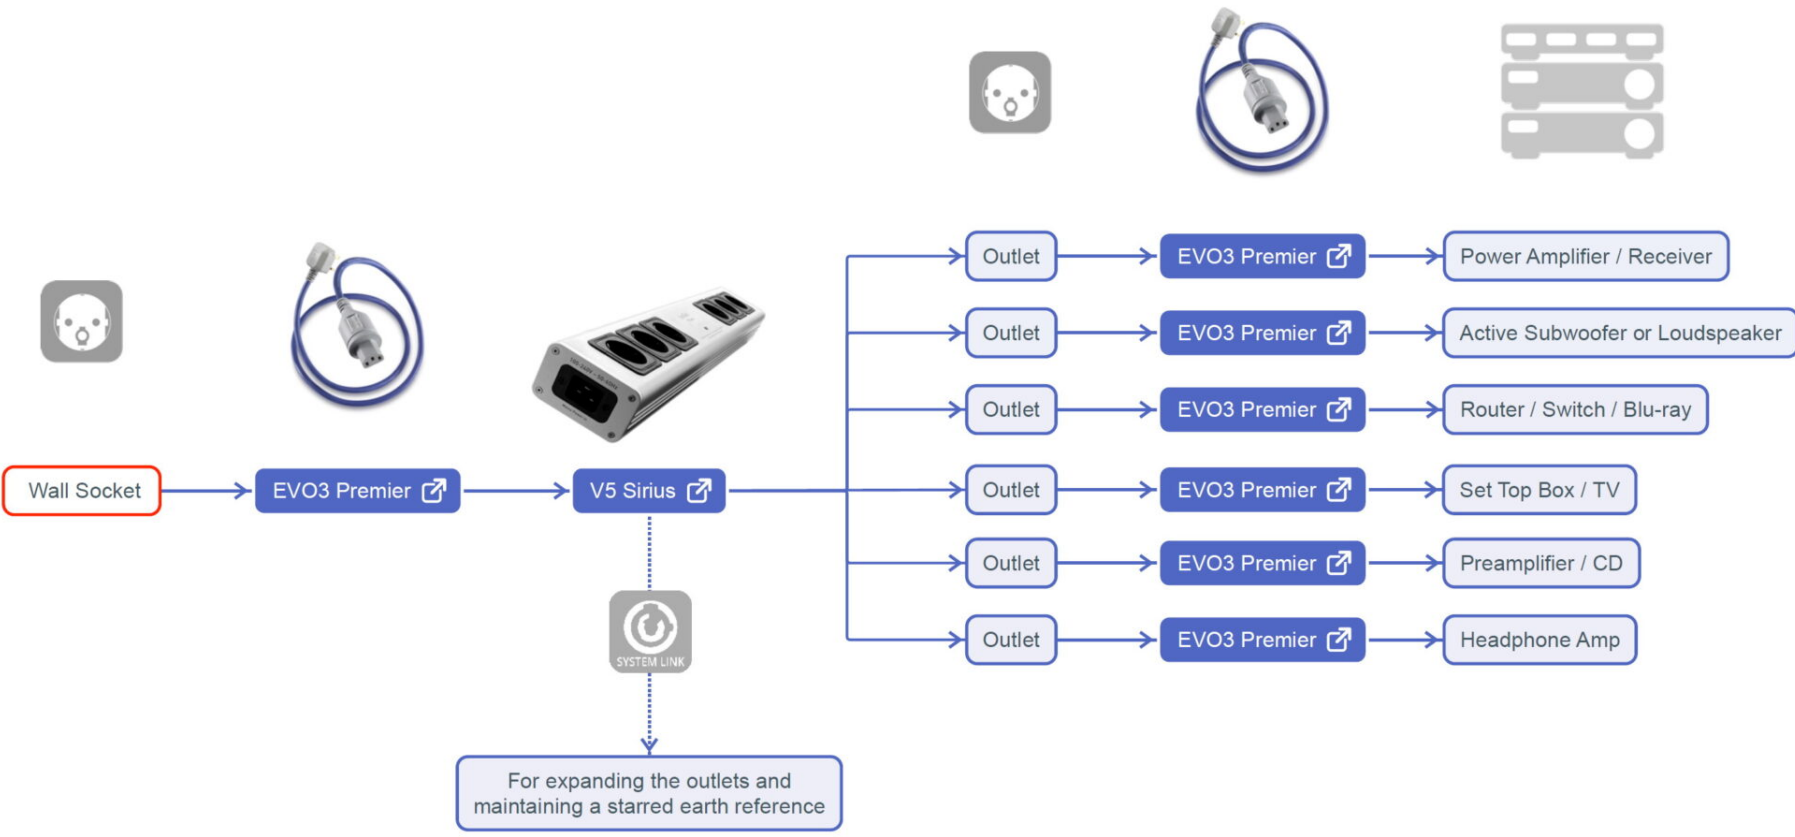 Outlet
EVO3 Premier
Power Amplifier / Receiver
Outlet
EVO3 Premier
Active Subwoofer or Loudspeaker
Outlet
EVO3 Premier
Router / Switch / Blu-ray
Wall Socket
EVO3 Premier
V5 Sirius
Outlet
EVO3 Premier
Set Top Box / TV
Outlet
EVO3 Premier
Preamplifier / CD
Outlet
EVO3 Premier
Headphone Amp
SYSTEM LINK
For expanding the outlets and
maintaining a starred earth reference